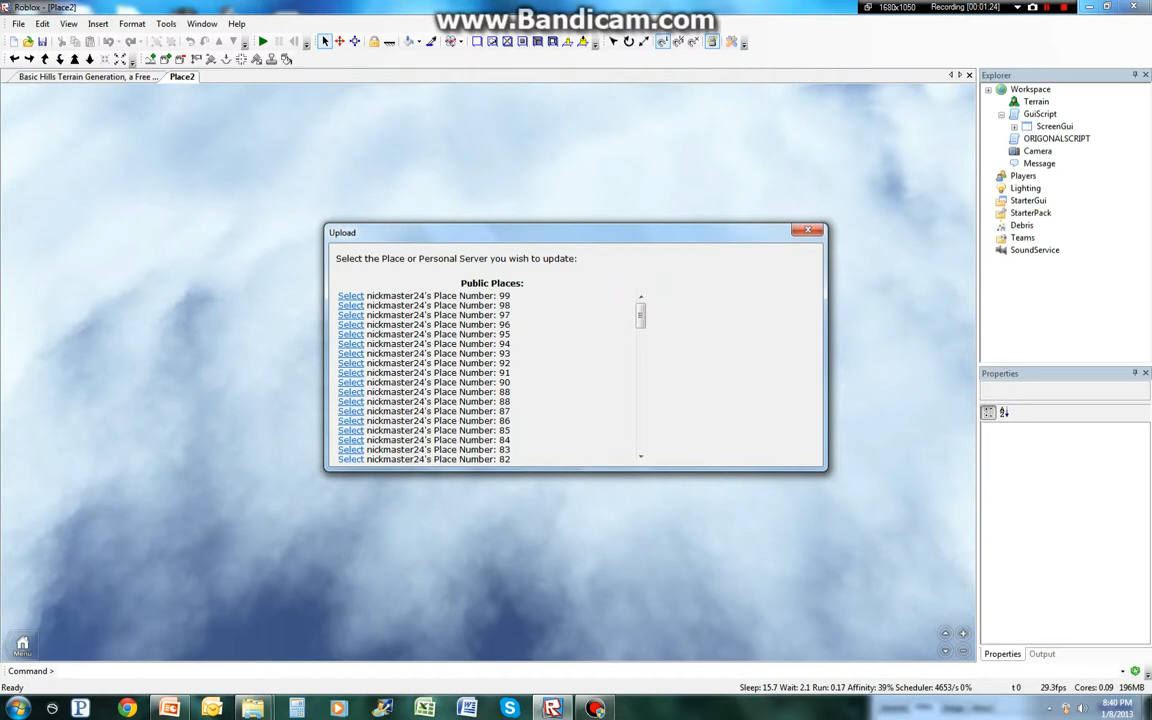 Roblox - [Place2]
www.Bandicam.com
1680x1050 Recording [00:01:24]
File Edit View Insert Format Tools Window Help
Basic Hills Terrain Generation, a Free ... Place2
Explorer
Workspace
Terrain
GuiScript
ScreenGui
ORIGONALSCRIPT
Camera
Message
Players
Lighting
StarterGui
StarterPack
Debris
Teams
SoundService
Upload
Select the Place or Personal Server you wish to update:
Public Places:
Select nickmaster24's Place Number: 99
Select nickmaster24's Place Number: 98
Select nickmaster24's Place Number: 97
Select nickmaster24's Place Number: 96
Select nickmaster24's Place Number: 95
Select nickmaster24's Place Number: 94
Select nickmaster24's Place Number: 93
Select nickmaster24's Place Number: 92
Select nickmaster24's Place Number: 91
Select nickmaster24's Place Number: 90
Select nickmaster24's Place Number: 88
Select nickmaster24's Place Number: 88
Select nickmaster24's Place Number: 87
Select nickmaster24's Place Number: 86
Select nickmaster24's Place Number: 85
Select nickmaster24's Place Number: 84
Select nickmaster24's Place Number: 83
Select nickmaster24's Place Number: 82
Properties
Menu
Properties Output
Command >
Ready
Sleep: 15.7 Wait: 2.1 Run: 0.17 Affinity: 39% Scheduler: 4653/s 0% t 0 29.3fps Cores: 0.09 196MB
8:40 PM
1/8/2013